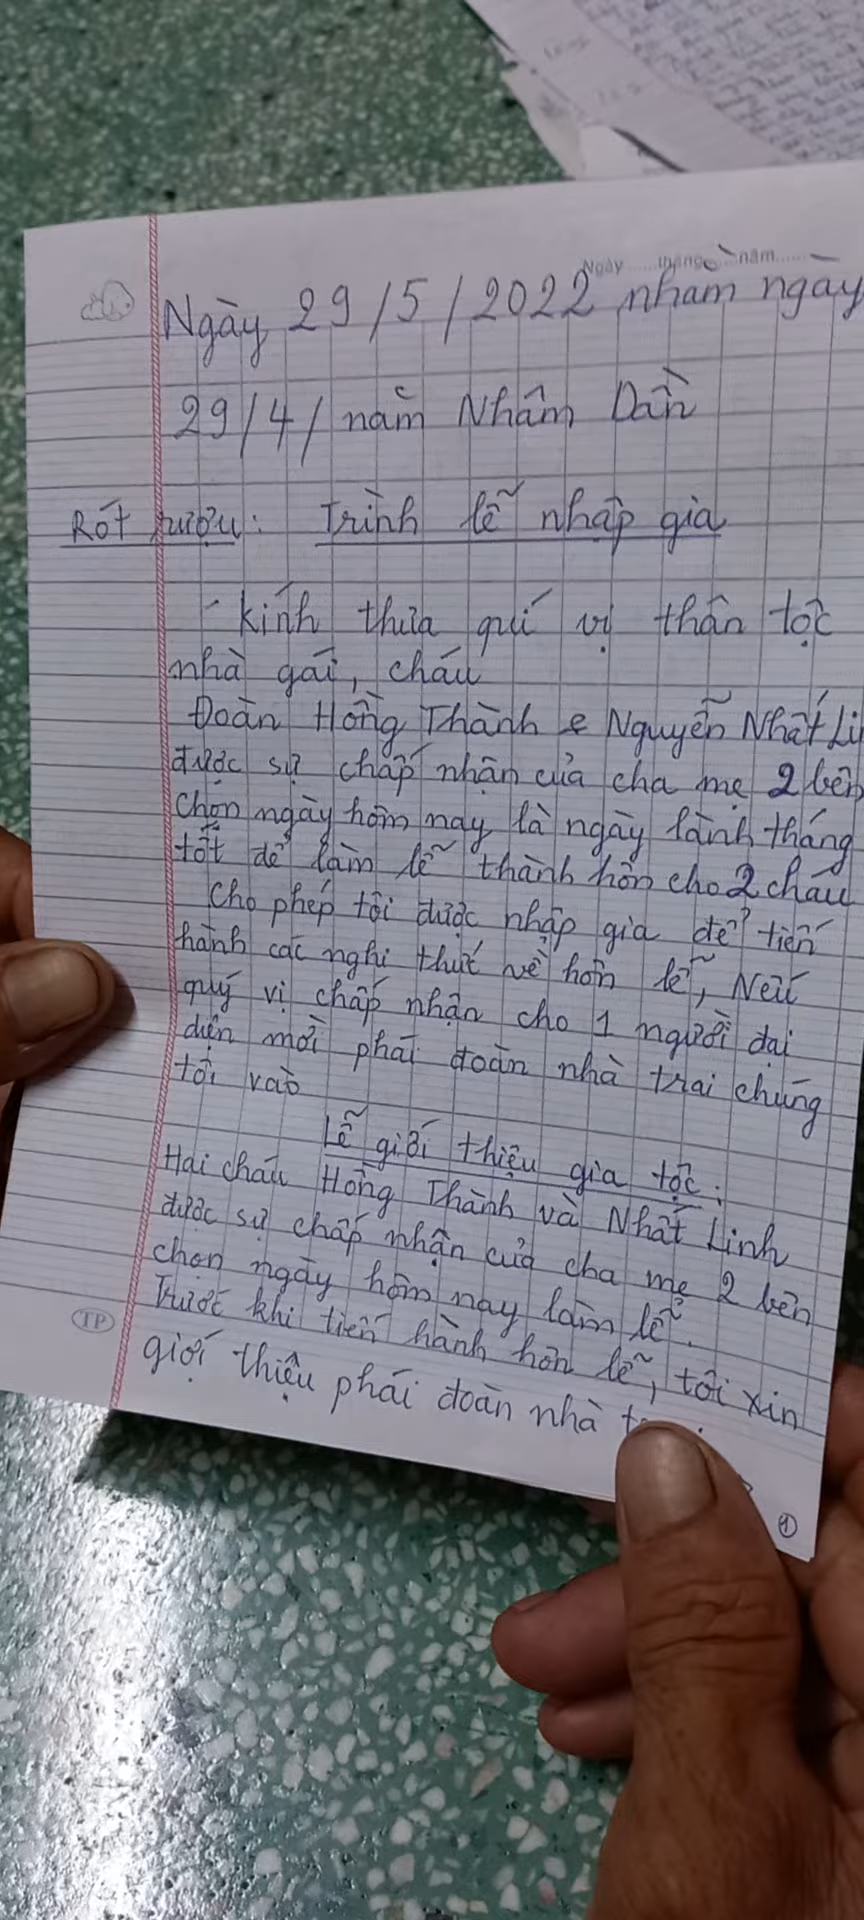 Ngày ......tháng......năm......
Ngày 29/5/2022 nhằm ngày
29/4/ năm Nhâm Dần
Rót rượu: Trình lễ nhập gia
- Kính thưa quí vị thân tộc
nhà gái, cháu
Đoàn Hồng Thành & Nguyễn Nhất Li
được sự chấp nhận của cha mẹ 2 bên
chọn ngày hôm nay là ngày lành tháng
tốt để làm lễ thành hôn cho 2 cháu
cho phép tôi được nhập gia để tiến
hành các nghi thức về hôn lễ, Nếu
quý vị chấp nhận cho 1 người đại
diện mời phái đoàn nhà trai chúng
tôi vào
Lễ giới thiệu gia tộc:
Hai cháu Hồng Thành và Nhất Linh
được sự chấp nhận của cha mẹ 2 bên
chọn ngày hôm nay làm lễ.
Trước khi tiến hành hôn lễ, tôi xin
giới thiệu phái đoàn nhà
TP
1